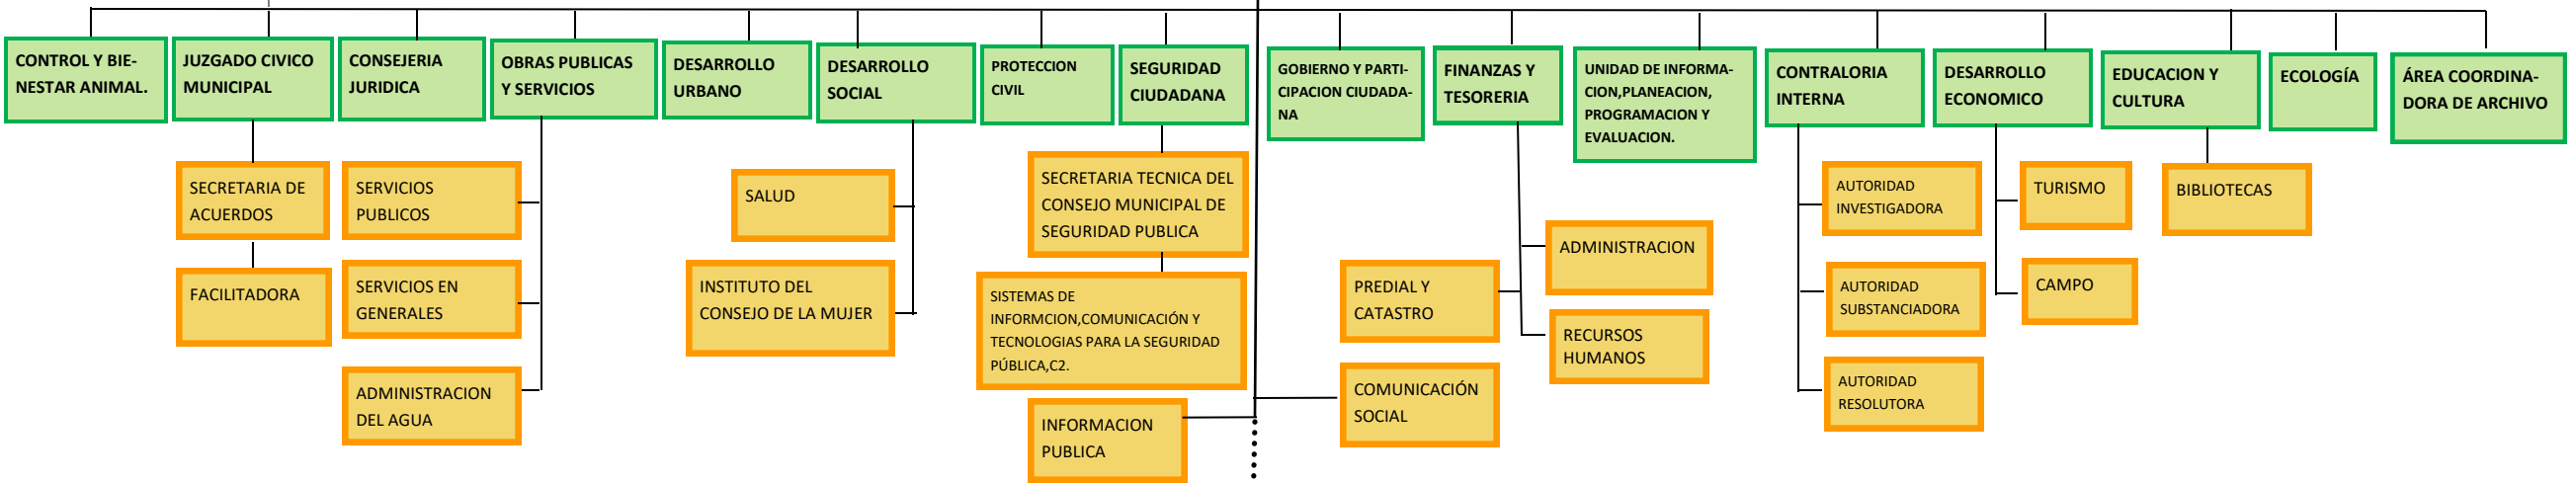 CONTROL Y BIE-
NESTAR ANIMAL.
JUZGADO CIVICO
MUNICIPAL
CONSEJERIA
JURIDICA
OBRAS PUBLICAS
Y SERVICIOS
DESARROLLO
URBANO
DESARROLLO
SOCIAL
PROTECCION
CIVIL
SEGURIDAD
CIUDADANA
GOBIERNO Y PARTI-
CIPACION CIUDADA-
NA
FINANZAS Y
TESORERIA
UNIDAD DE INFORMA-
CION,PLANEACION,
PROGRAMACION Y
EVALUACION.
CONTRALORIA
INTERNA
DESARROLLO
ECONOMICO
EDUCACION Y
CULTURA
ECOLOGÍA
ÁREA COORDINA-
DORA DE ARCHIVO
SECRETARIA DE
ACUERDOS
FACILITADORA
SERVICIOS
PUBLICOS
SERVICIOS EN
GENERALES
ADMINISTRACION
DEL AGUA
SALUD
INSTITUTO DEL
CONSEJO DE LA MUJER
SECRETARIA TECNICA DEL
CONSEJO MUNICIPAL DE
SEGURIDAD PUBLICA
SISTEMAS DE
INFORMCION,COMUNICACIÓN Y
TECNOLOGIAS PARA LA SEGURIDAD
PÚBLICA,C2.
INFORMACION
PUBLICA
PREDIAL Y
CATASTRO
COMUNICACIÓN
SOCIAL
ADMINISTRACION
RECURSOS
HUMANOS
AUTORIDAD
INVESTIGADORA
AUTORIDAD
SUBSTANCIADORA
AUTORIDAD
RESOLUTORA
TURISMO
CAMPO
BIBLIOTECAS